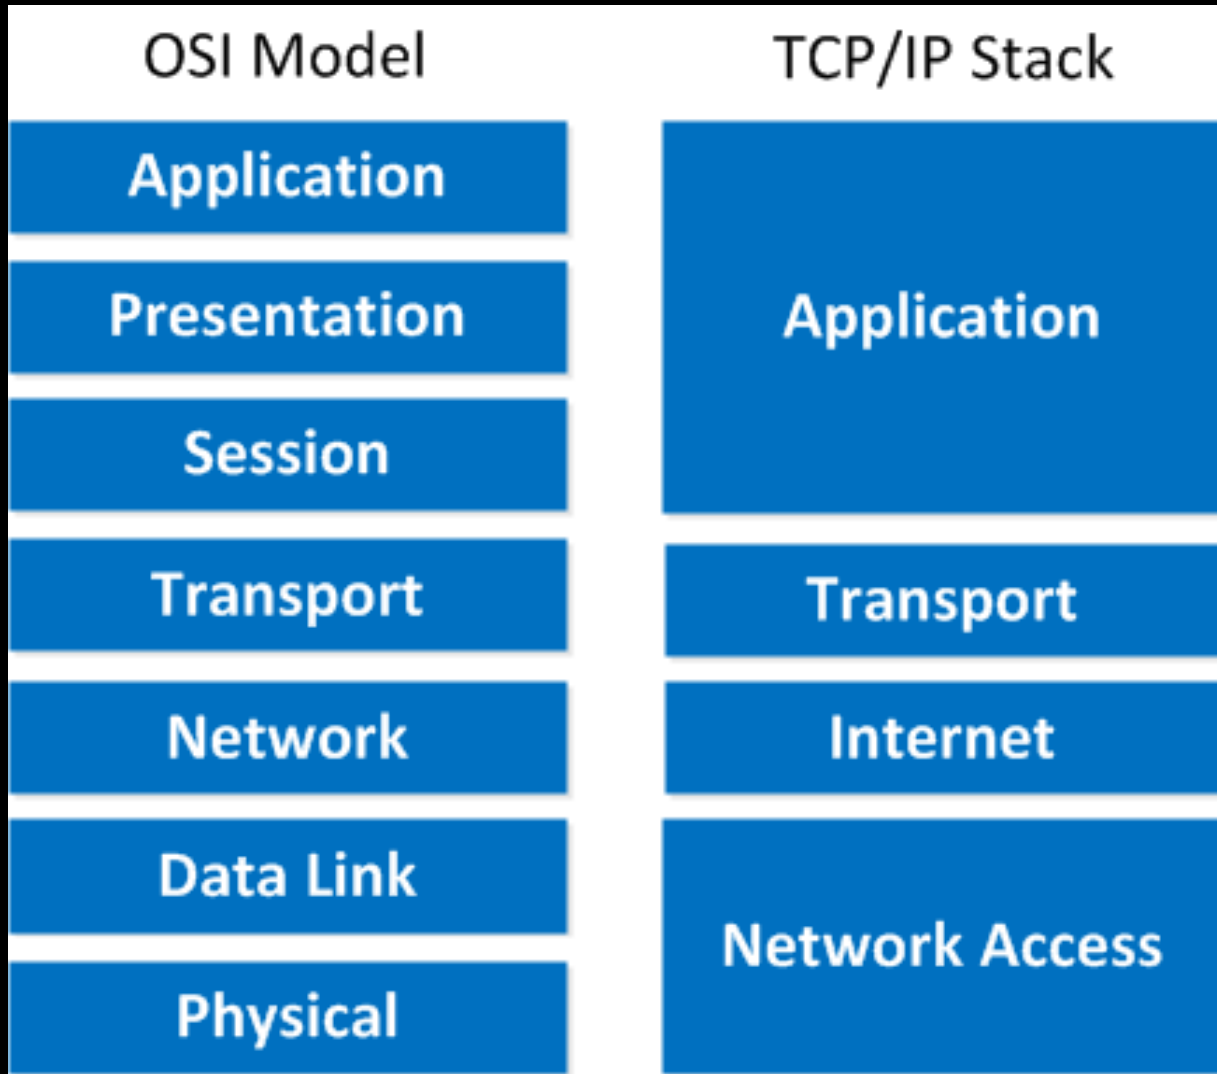 OSI Model
Application
Presentation
Session
Transport
Network
Data Link
Physical
TCP/IP Stack
Application
Transport
Internet
Network Access